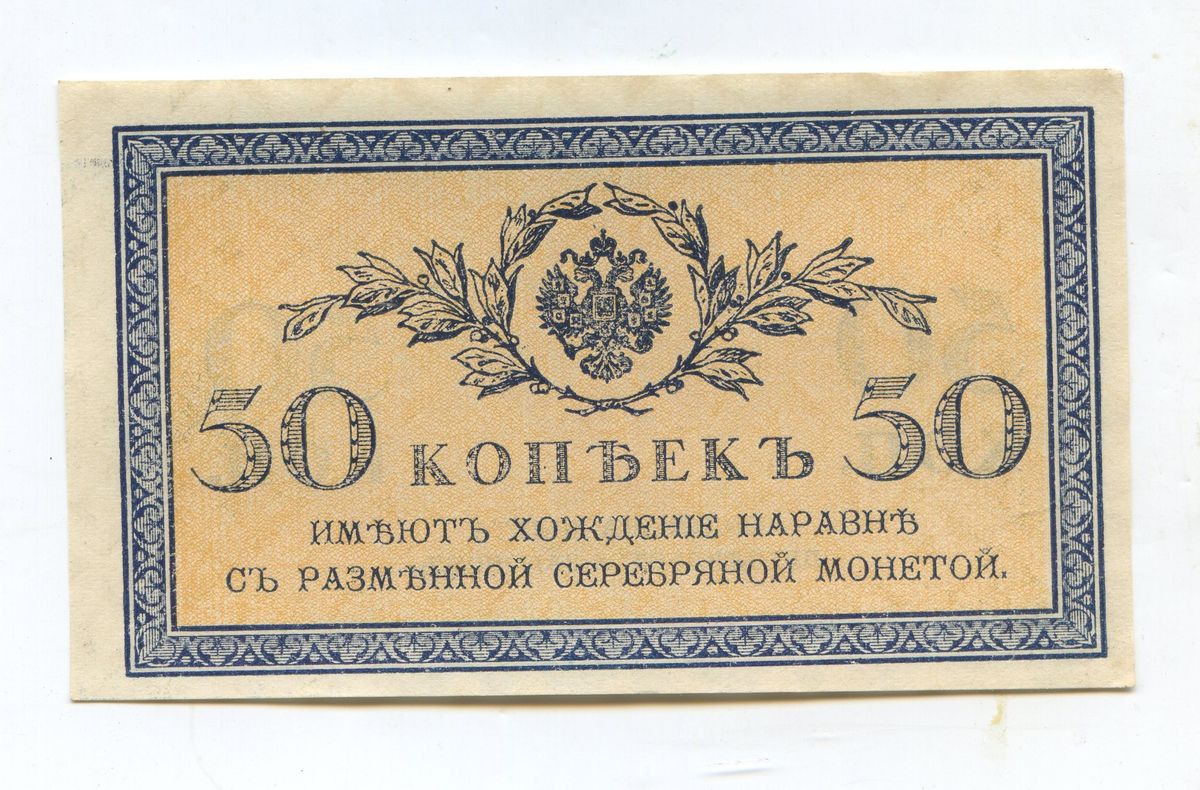 50 КОПѢЕКЪ 50
ИМѢЮТЪ ХОЖДЕНІЕ НАРАВНѢ
СЪ РАЗМѢННОЙ СЕРЕБРЯНОЙ МОНЕТОЙ.